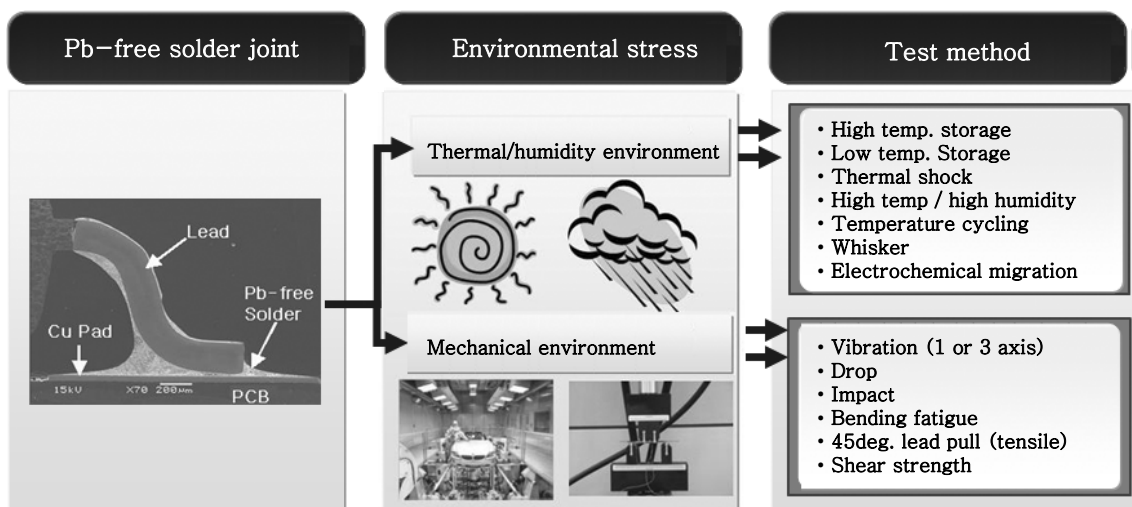 Pb-free solder joint
Environmental stress
Test method
Lead
Pb-free
Solder
Cu Pad
15kV X70 200μm
PCB
Thermal/humidity environment
Mechanical environment
· High temp. storage
· Low temp. Storage
· Thermal shock
· High temp / high humidity
· Temperature cycling
· Whisker
· Electrochemical migration
· Vibration (1 or 3 axis)
· Drop
· Impact
· Bending fatigue
· 45deg. lead pull (tensile)
· Shear strength